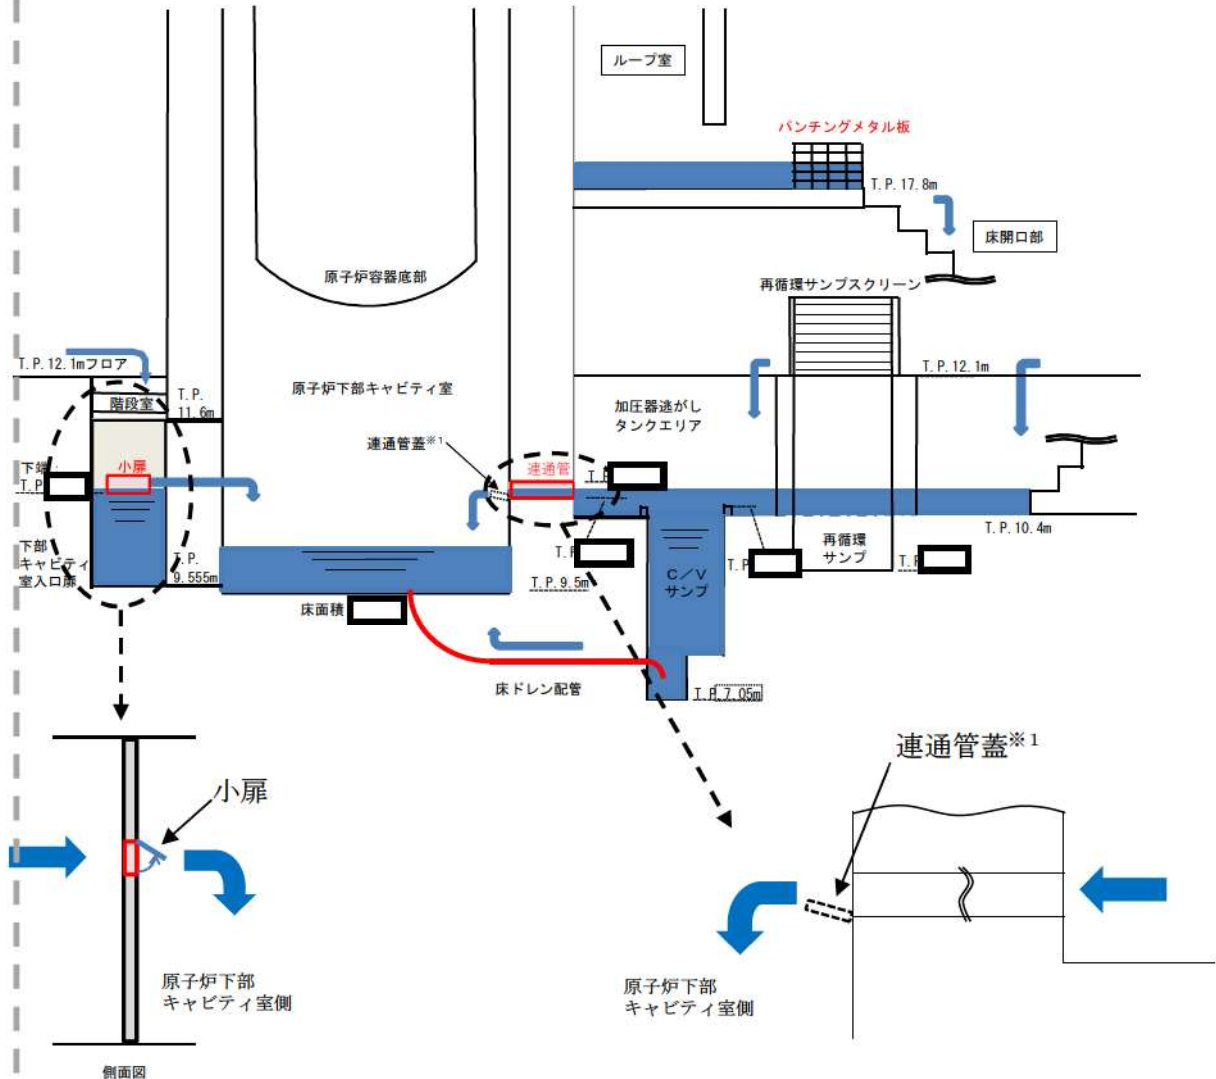 ループ室
パンチングメタル板
T.P.17.8m
床開口部
原子炉容器底部
再循環サンプスクリーン
T.P.12.1mフロア
T.P.12.1m
階段室
T.P.
11.6m
原子炉下部キャビティ室
加圧器逃がし
タンクエリア
連通管蓋※1
小扉
連通管
下端
T.P
T.P
下部
キャビティ
室入口扉
T.P.
9.555m
T.P.9.5m
T.P
T.P
再循環
サンプ
T.P
T.P.10.4m
C/V
サンプ
床面積
床ドレン配管
T.P.7.05m
連通管蓋※1
小扉
原子炉下部
キャビティ室側
原子炉下部
キャビティ室側
側面図